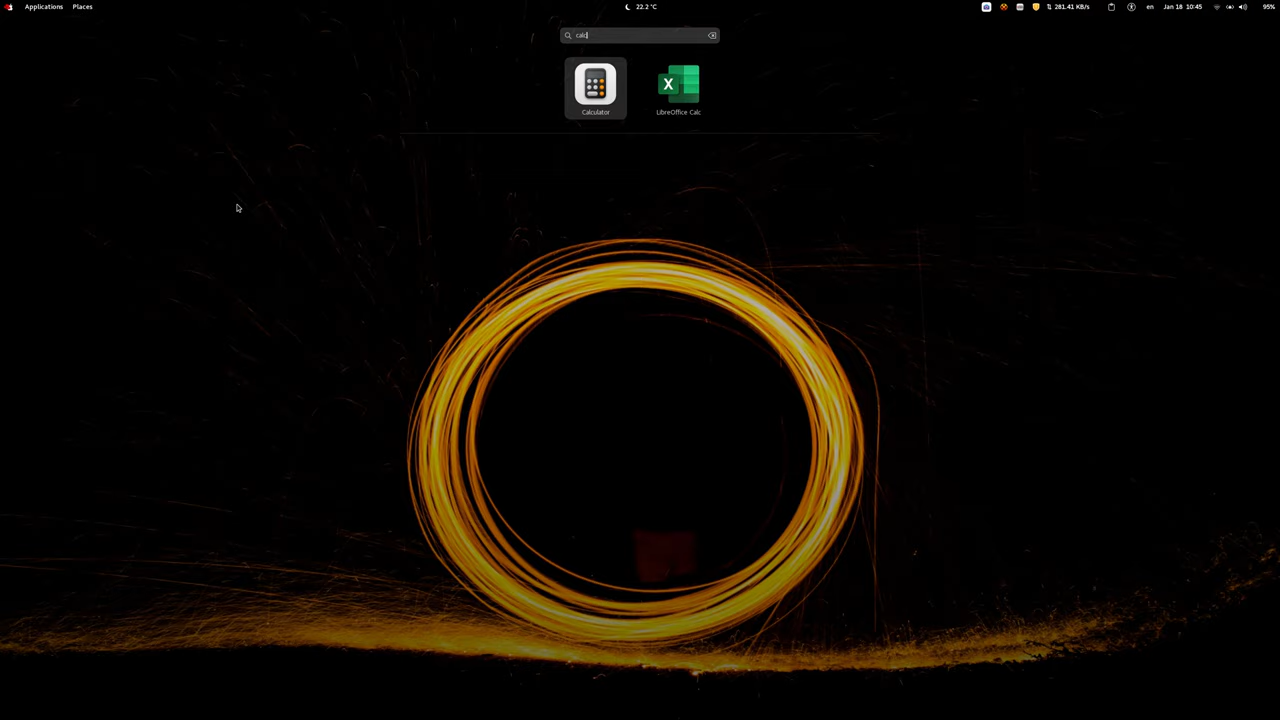 Applications Places 22.2 °C 281.41 KB/s en Jan 18 10:45 95%
calc
Calculator LibreOffice Calc